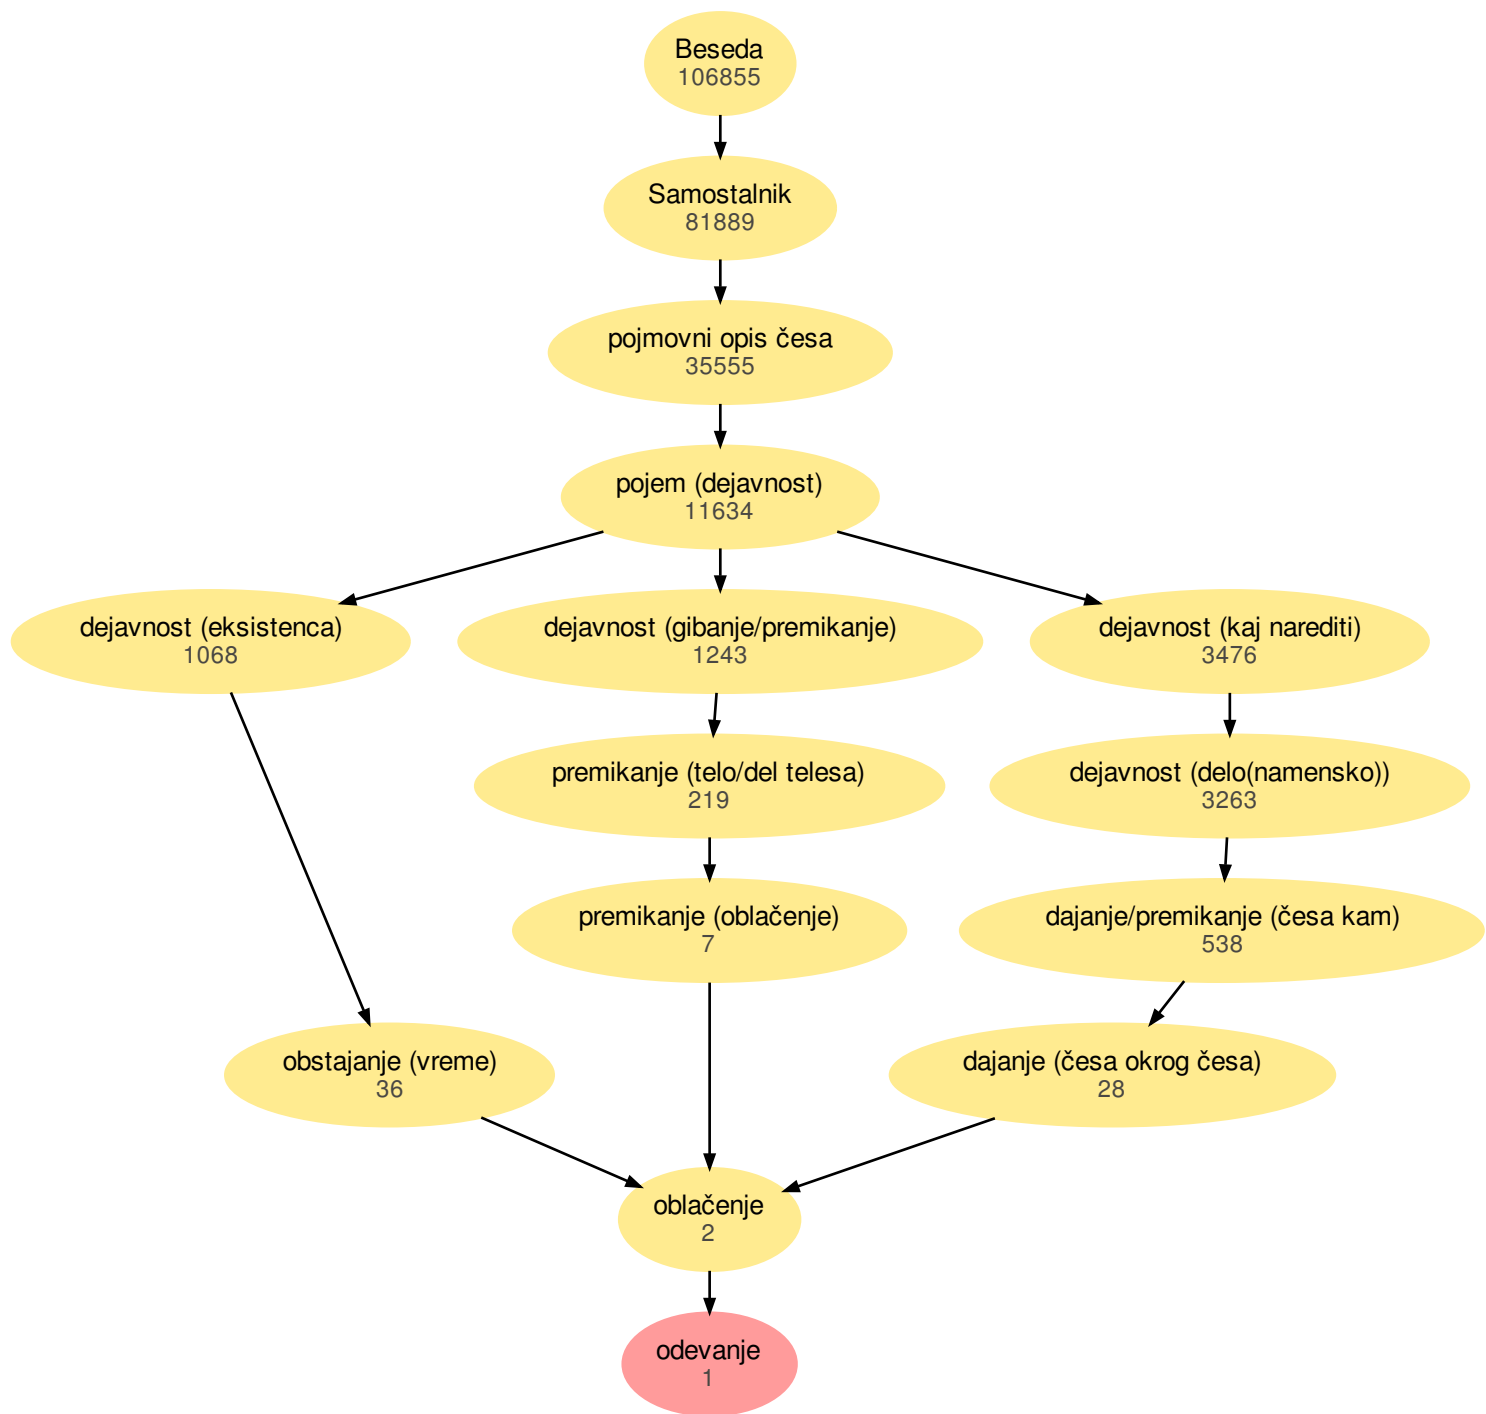 Beseda
106855
Samostalnik
81889
pojmovni opis česa
35555
pojem (dejavnost)
11634
dejavnost (eksistenca)
1068
dejavnost (gibanje/premikanje)
1243
dejavnost (kaj narediti)
3476
premikanje (telo/del telesa)
219
dejavnost (delo(namensko))
3263
premikanje (oblačenje)
7
dajanje/premikanje (česa kam)
538
obstajanje (vreme)
36
dajanje (česa okrog česa)
28
oblačenje
2
odevanje
1